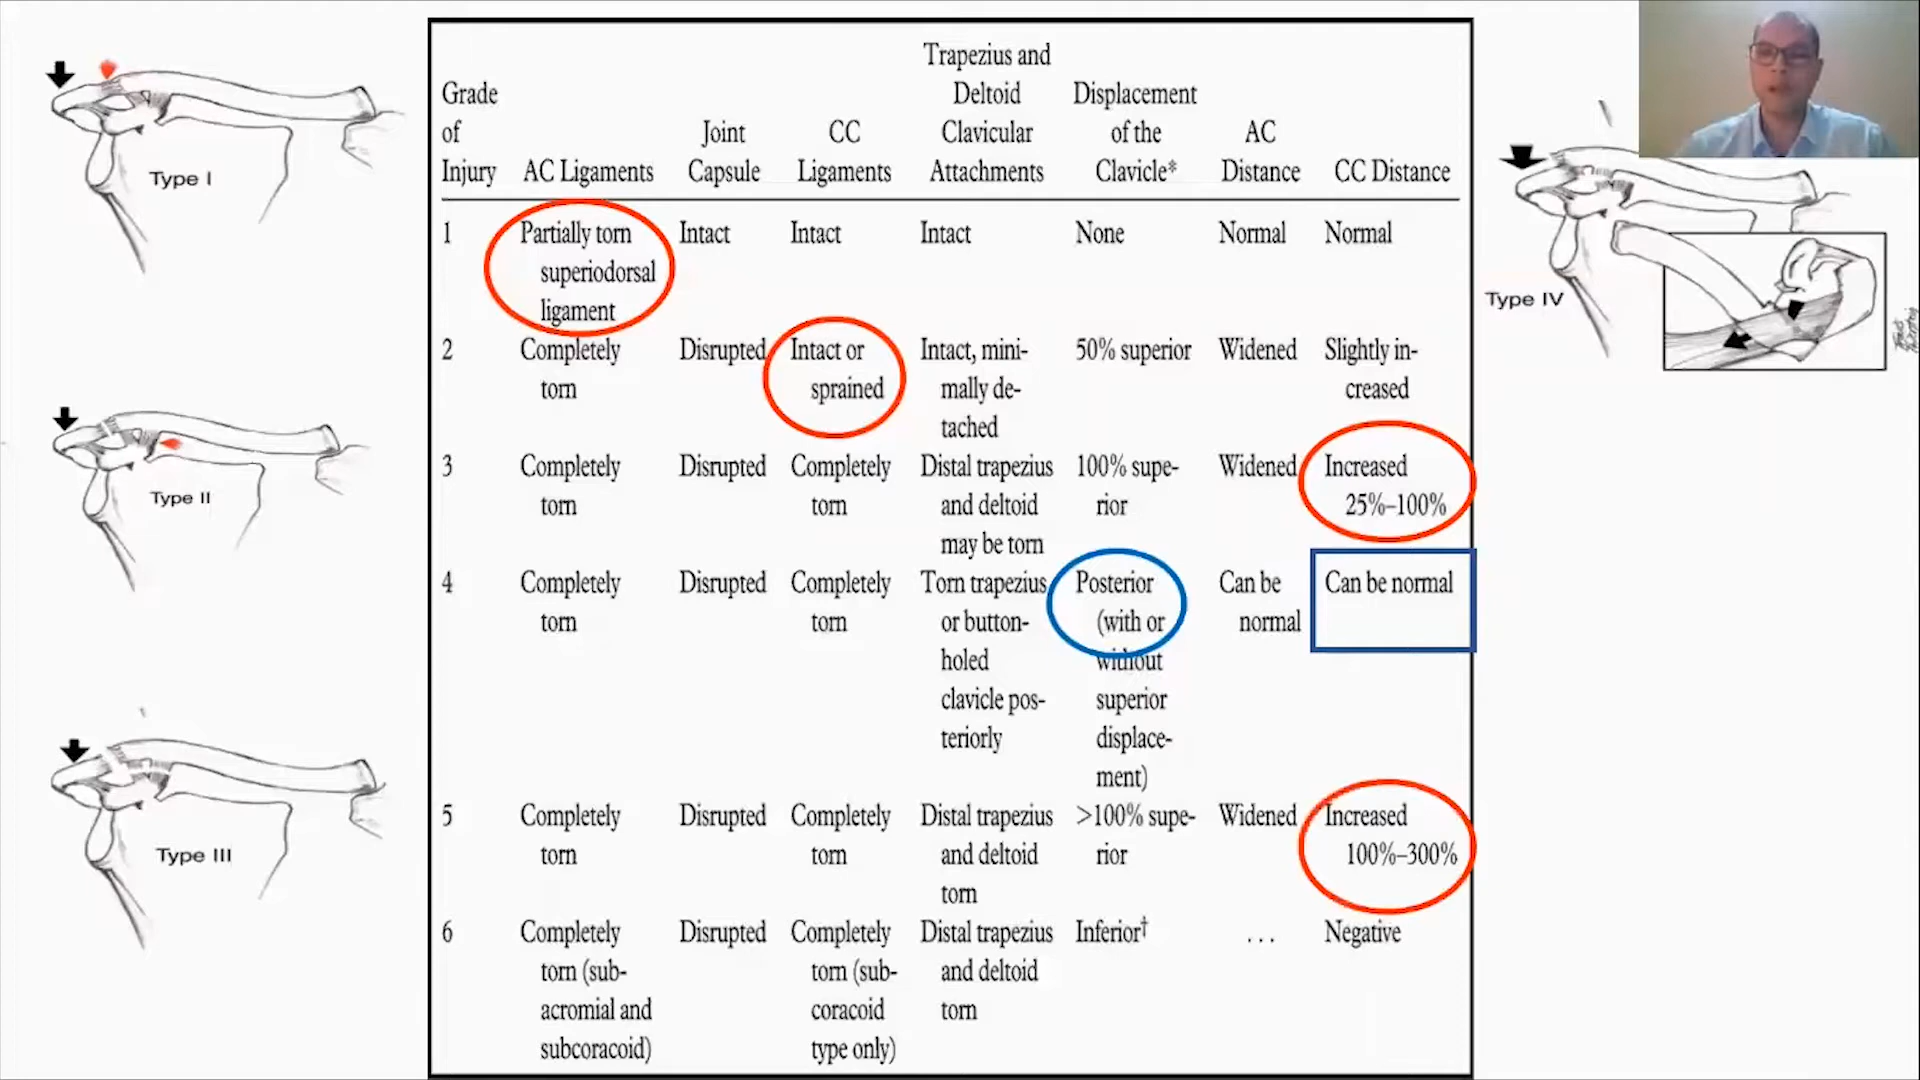 Type I
Type II
Type III
Grade
of
Injury
AC Ligaments
Joint
Capsule
CC
Ligaments
Trapezius and
Deltoid
Clavicular
Attachments
Displacement
of the
Clavicle*
AC
Distance
CC Distance
1
Partially torn
superiodorsal
ligament
Intact
Intact
Intact
None
Normal
Normal
2
Completely
torn
Disrupted
Intact or
sprained
Intact, mini-
mally de-
tached
50% superior
Widened
Slightly in-
creased
3
Completely
torn
Disrupted
Completely
torn
Distal trapezius
and deltoid
may be torn
100% supe-
rior
Widened
Increased
25%–100%
4
Completely
torn
Disrupted
Completely
torn
Torn trapezius
or button-
holed
clavicle pos-
teriorly
Posterior
(with or
without
superior
displace-
ment)
Can be
normal
Can be normal
5
Completely
torn
Disrupted
Completely
torn
Distal trapezius
and deltoid
torn
>100% supe-
rior
Widened
Increased
100%–300%
6
Completely
torn (sub-
acromial and
subcoracoid)
Disrupted
Completely
torn (sub-
coracoid
type only)
Distal trapezius
and deltoid
torn
Inferior†
...
Negative
Type IV